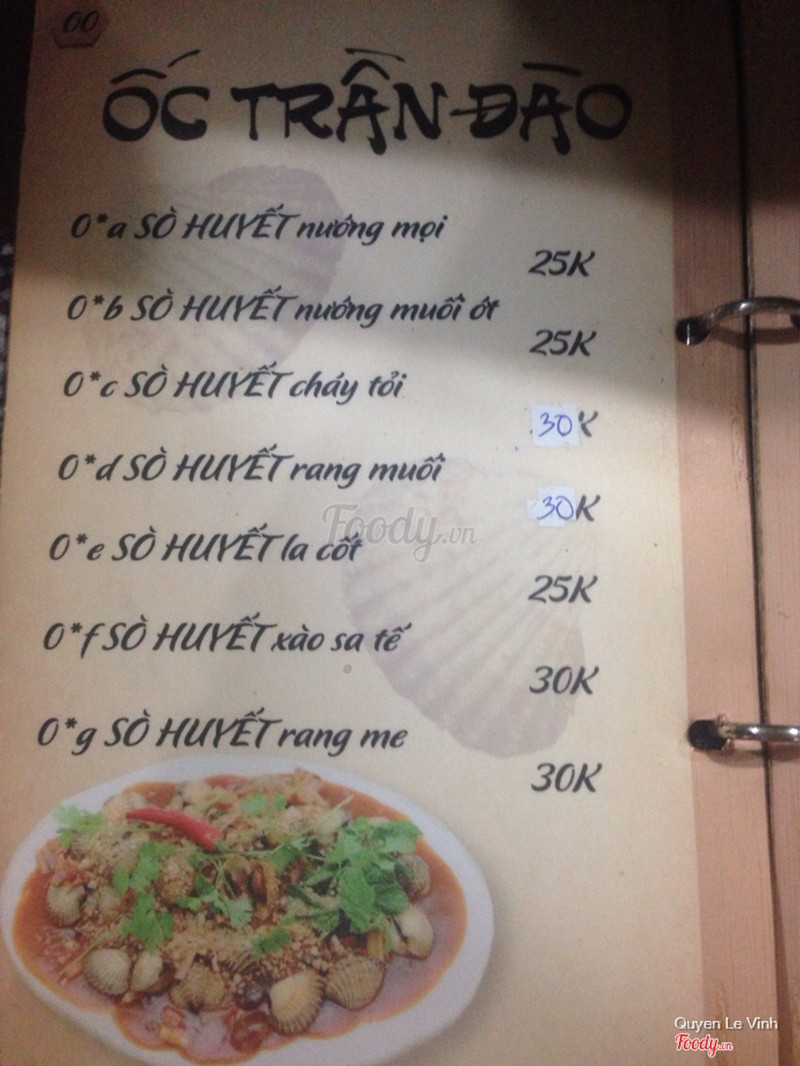 00
ỐC TRẦN ĐÀO
0*a SÒ HUYẾT nướng mọi
25K
0*b SÒ HUYẾT nướng muối ớt
25K
0*c SÒ HUYẾT cháy tỏi
30K
0*d SÒ HUYẾT rang muối
30K
Foody.vn
0*e SÒ HUYẾT la cốt
25K
0*f SÒ HUYẾT xào sa tế
30K
0*g SÒ HUYẾT rang me
30K
Quyen Le Vinh
Foody.vn